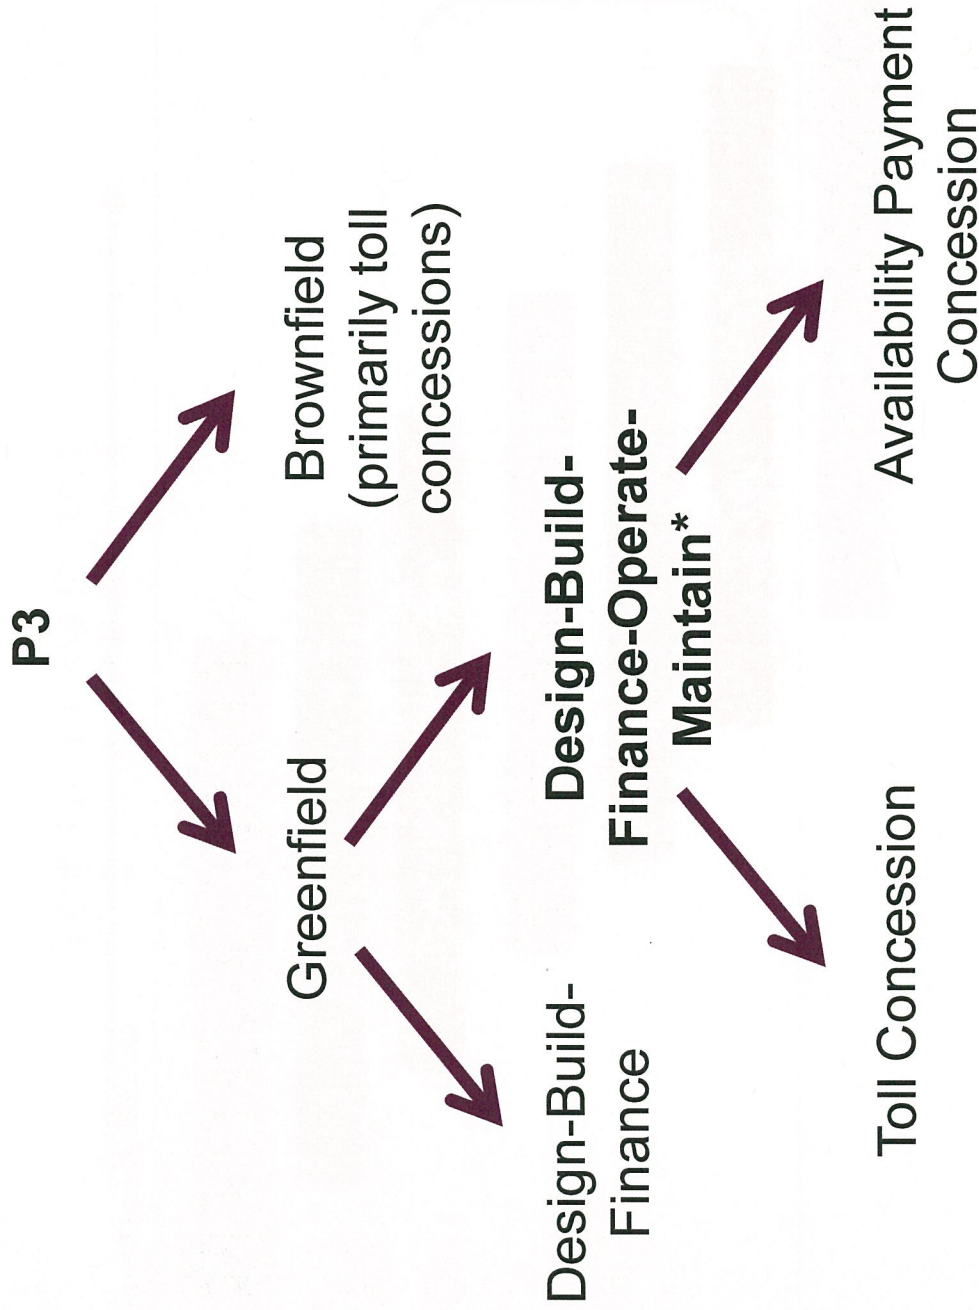 P3
Greenfield
Brownfield
(primarily toll
concessions)
Design-Build-
Finance
Design-Build-
Finance-Operate-
Maintain*
Toll Concession
Availability Payment
Concession